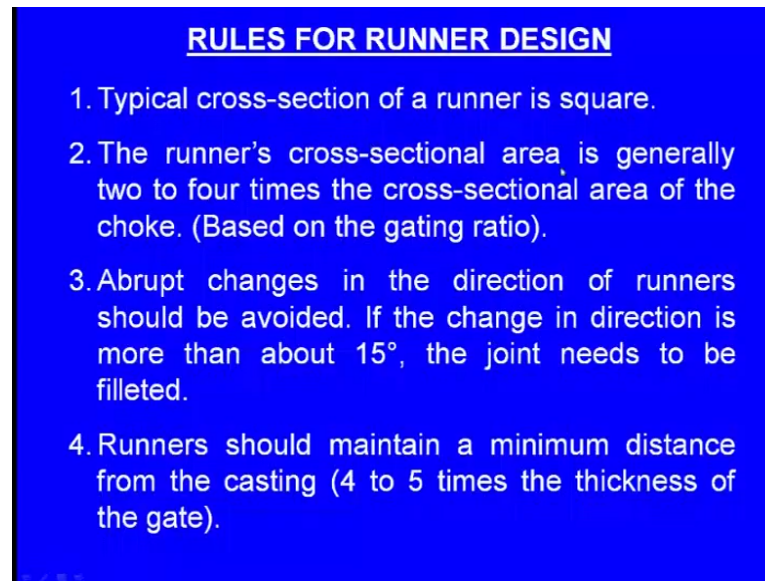 RULES FOR RUNNER DESIGN
1. Typical cross-section of a runner is square.
2. The runner's cross-sectional area is generally
two to four times the cross-sectional area of the
choke. (Based on the gating ratio).
3. Abrupt changes in the direction of runners
should be avoided. If the change in direction is
more than about 15°, the joint needs to be
filleted.
4. Runners should maintain a minimum distance
from the casting (4 to 5 times the thickness of
the gate).